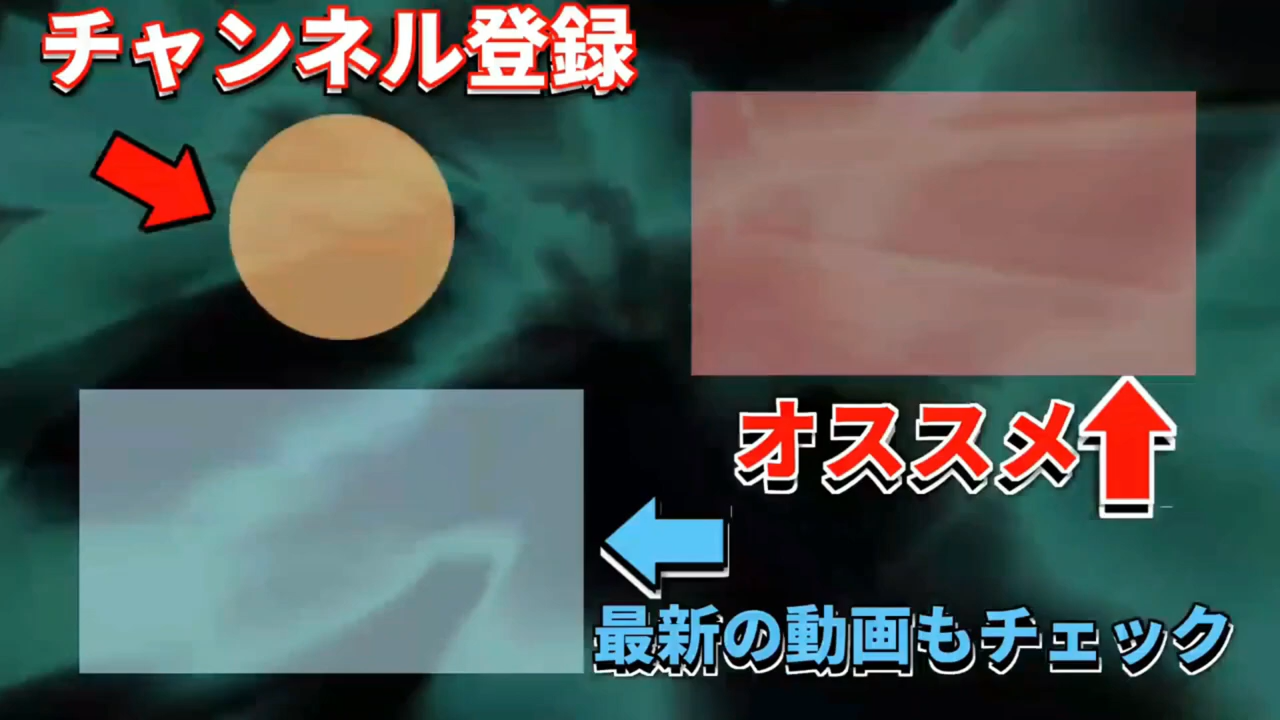 チャンネル登録
オススメ
最新の動画もチェック